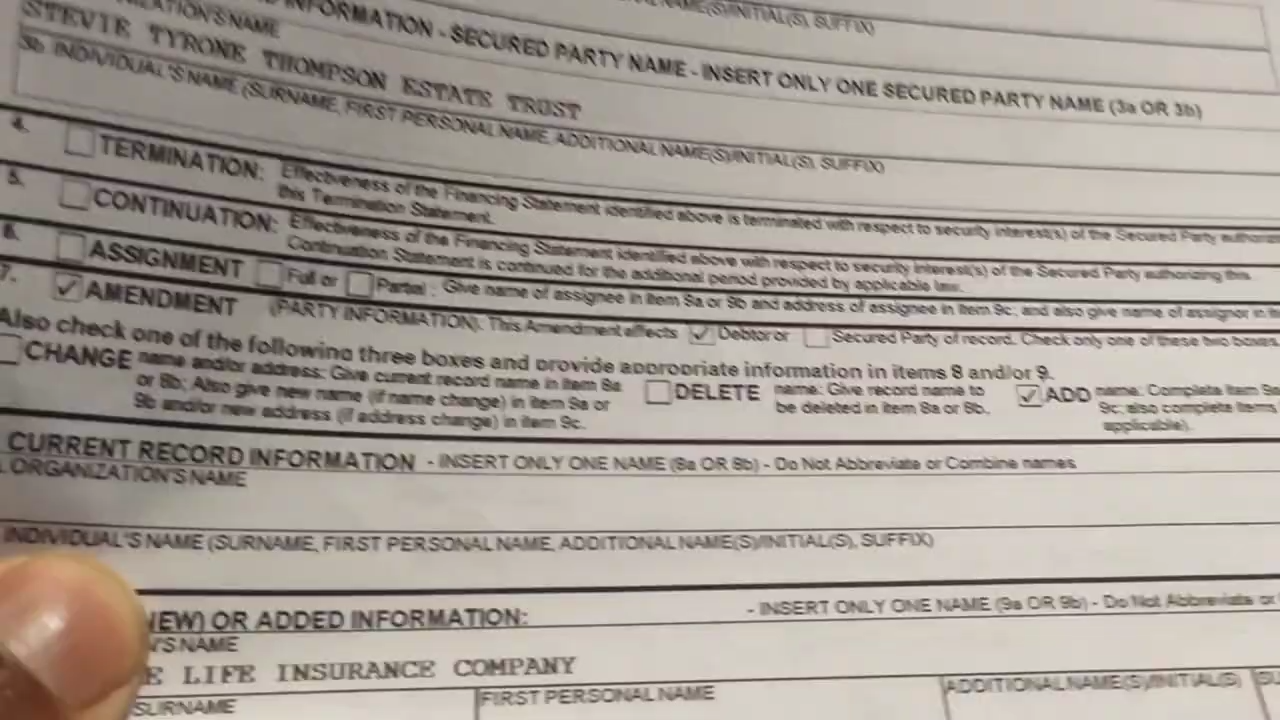 NAME(S)/INITIAL(S), SUFFIX)
INFORMATION - SECURED PARTY NAME - INSERT ONLY ONE SECURED PARTY NAME (3a OR 3b)
NAME
STEVIE TYRONE THOMPSON ESTATE TRUST
3b INDIVIDUAL'S NAME (SURNAME, FIRST PERSONAL NAME, ADDITIONAL NAME(S)/INITIAL(S), SUFFIX)
4. TERMINATION: Effectiveness of the Financing Statement identified above is terminated with respect to security interest(s) of the Secured Party
this Termination Statement.
5. CONTINUATION: Effectiveness of the Financing Statement identified above with respect to security interest(s) of the Secured Party authorizing this
Continuation Statement is continued for the additional period provided by applicable law.
6. ASSIGNMENT Full or Partial : Give name of assignee in item 9a or 9b and address of assignee in item 9c; and also give name of assignor in
7. AMENDMENT (PARTY INFORMATION): This Amendment effects Debtor or Secured Party of record. Check only one of these two boxes.
Also check one of the following three boxes and provide appropriate information in items 8 and/or 9.
CHANGE name and/or address: Give current record name in item 8a
or 8b; Also give new name (if name change) in item 9a or
9b and/or new address (if address change) in item 9c.
DELETE name: Give record name to
be deleted in item 8a or 8b.
ADD name: Complete item
9c; also complete items
applicable).
CURRENT RECORD INFORMATION - INSERT ONLY ONE NAME (8a OR 8b) - Do Not Abbreviate or Combine names
ORGANIZATION'S NAME
INDIVIDUAL'S NAME (SURNAME, FIRST PERSONAL NAME, ADDITIONAL NAME(S)/INITIAL(S), SUFFIX)
(NEW) OR ADDED INFORMATION: - INSERT ONLY ONE NAME (9a OR 9b) - Do Not Abbreviate or
NAME
LIFE INSURANCE COMPANY
SURNAME FIRST PERSONAL NAME ADDITIONAL NAME(S)/INITIAL(S)